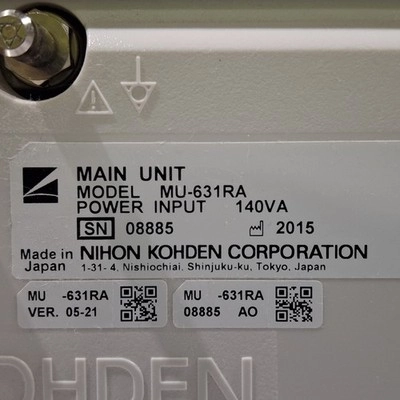 MAIN UNIT
MODEL MU-631RA
POWER INPUT 140VA
SN 08885 2015
Made in Japan NIHON KOHDEN CORPORATION
1-31-4, Nishiochiai, Shinjuku-ku, Tokyo, Japan
MU -631RA
VER. 05-21
MU -631RA
08885 AO
OHDEN